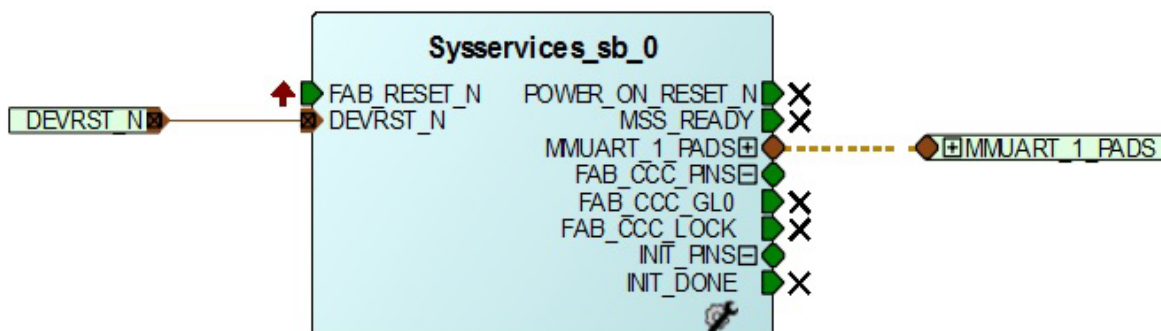 Sysservices_sb_0
FAB_RESET_N POWER_ON_RESET_N
DEVRST_N DEVRST_N MSS_READY
MMUART_1_PADS MMUART_1_PADS
FAB_CCC_PINS
FAB_CCC_GL0
FAB_CCC_LOCK
INIT_PINS
INIT_DONE